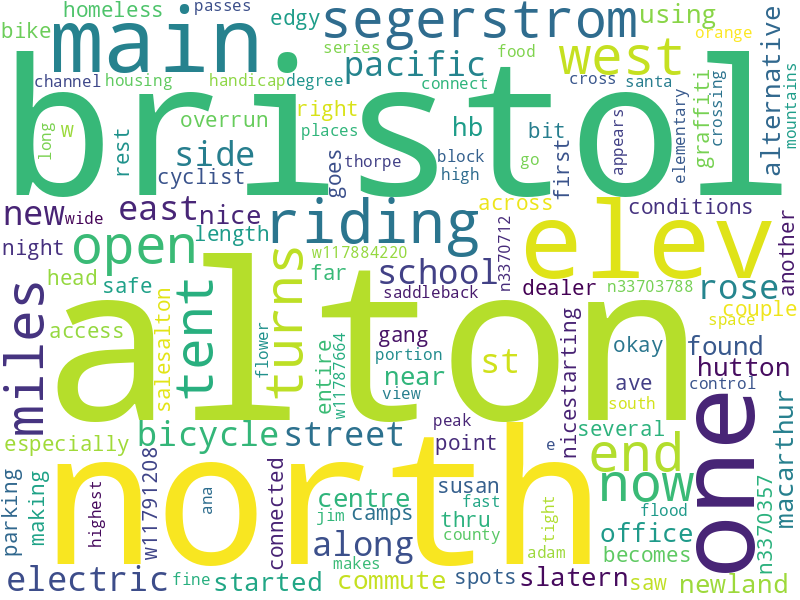 homeless
passes
bike
main
edgy
segerstrom
using
orange
series
food
pacific
west
alternative
channel
housing
handicap
degree
connect
cross
santa
mountains
bristol
long
w
rest
overrun
right
places
hb
bit
graffiti
crossing
side
cyclist
goes
thorpe
block
high
go
first
appears
elementary
new
wide
east
nice
riding
across
conditions
another
night
open
length
w117884220
n3370712
elev
head
safe
far
school
saddleback
dealer
n33703788
rose
miles
access
salesalton
tent
flower
turns
alton
entire
w11787664
gang
portion
view
near
st
nicestarting
okay
found
couple
space
hutton
ave
control
south
especially
bicycle
street
peak
point
e
end
several
macarthur
parking
making
highest
w11791208
ana
north
connected
centre
jim
camps
susan
fast
thru
county
tight
adam
now
office
flood
becomes
one
n3370357
along
makes
electric
fine
started
commute
spots
slatern
saw
newland